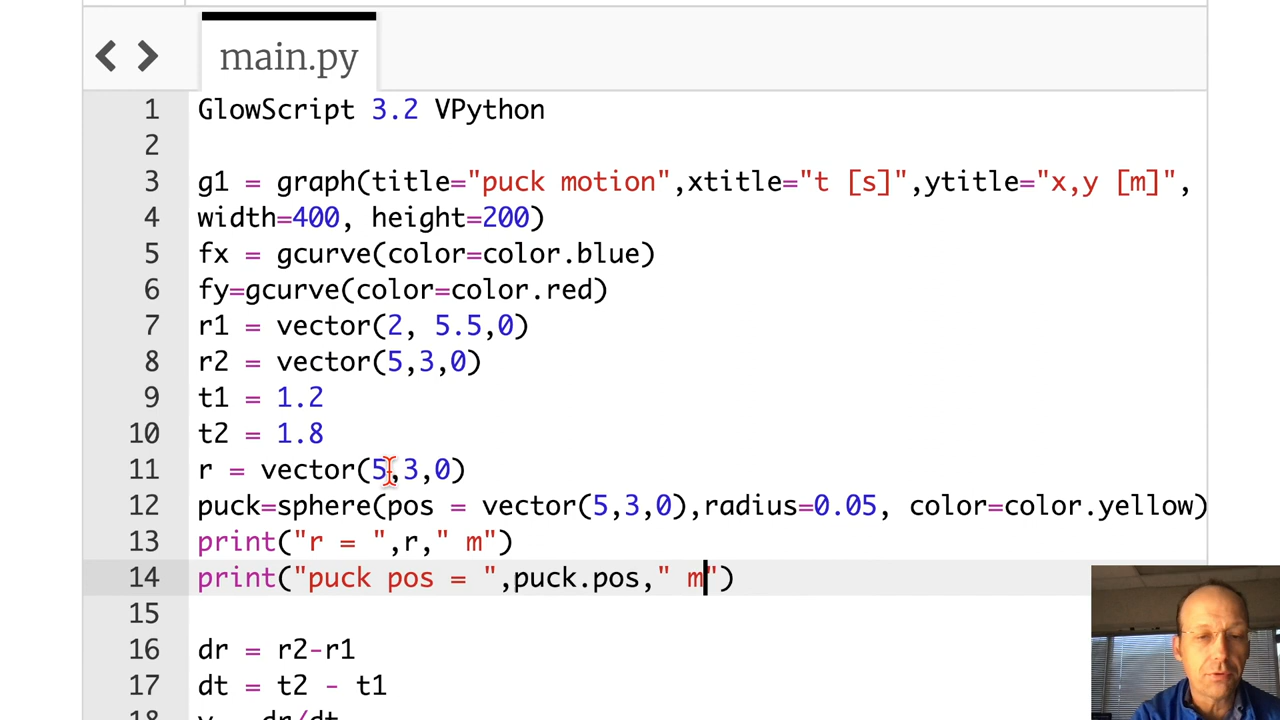 main.py
1 GlowScript 3.2 VPython
2
3 g1 = graph(title="puck motion",xtitle="t [s]",ytitle="x,y [m]",
4 width=400, height=200)
5 fx = gcurve(color=color.blue)
6 fy=gcurve(color=color.red)
7 r1 = vector(2, 5.5,0)
8 r2 = vector(5,3,0)
9 t1 = 1.2
10 t2 = 1.8
11 r = vector(5,3,0)
12 puck=sphere(pos = vector(5,3,0),radius=0.05, color=color.yellow)
13 print("r = ",r," m")
14 print("puck pos = ",puck.pos," m")
15
16 dr = r2-r1
17 dt = t2 - t1
18 dr/dt